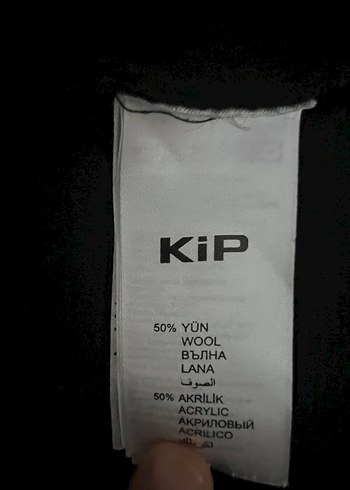 KiP
50% YÜN
WOOL
ВЪЛНА
LANA
الصوف
50% AKRİLİK
ACRYLIC
АКРИЛОВЫЙ
ACRILICO